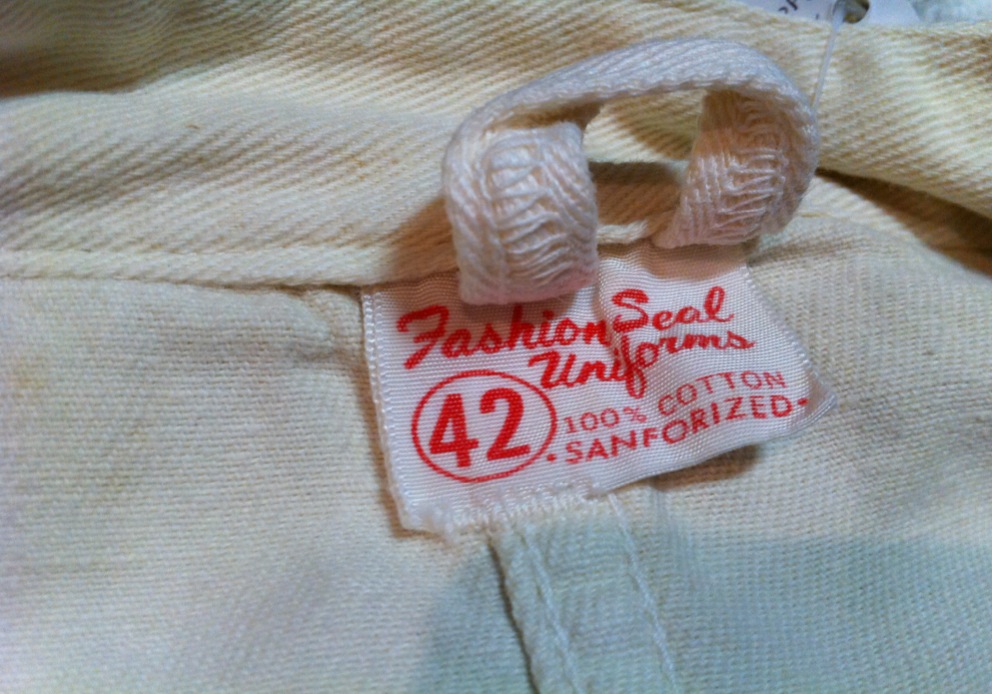 Fashion Seal
Uniforms
42
100% COTTON
SANFORIZED